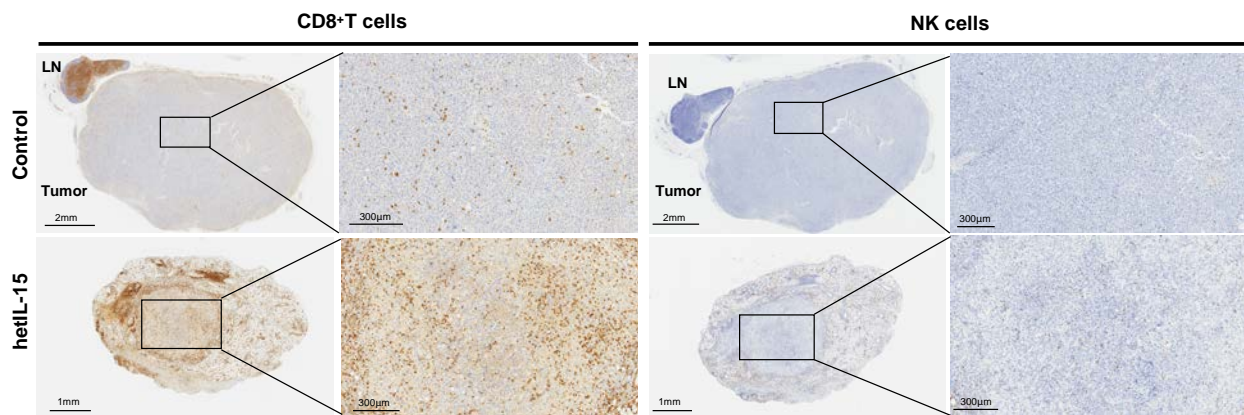 CD8+T cells
NK cells
Control
LN
Tumor
2mm
300µm
LN
Tumor
2mm
300µm
hetIL-15
1mm
300µm
1mm
300µm